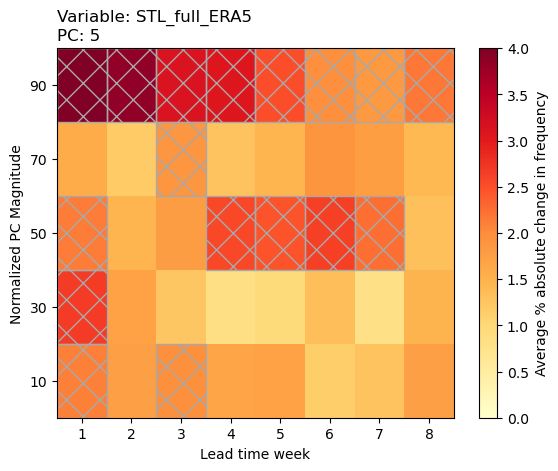 Variable: STL_full_ERA5
PC: 5
Normalized PC Magnitude
90
70
50
30
10
1 2 3 4 5 6 7 8
Lead time week
4.0
3.5
3.0
2.5
2.0
1.5
1.0
0.5
0.0
Average % absolute change in frequency